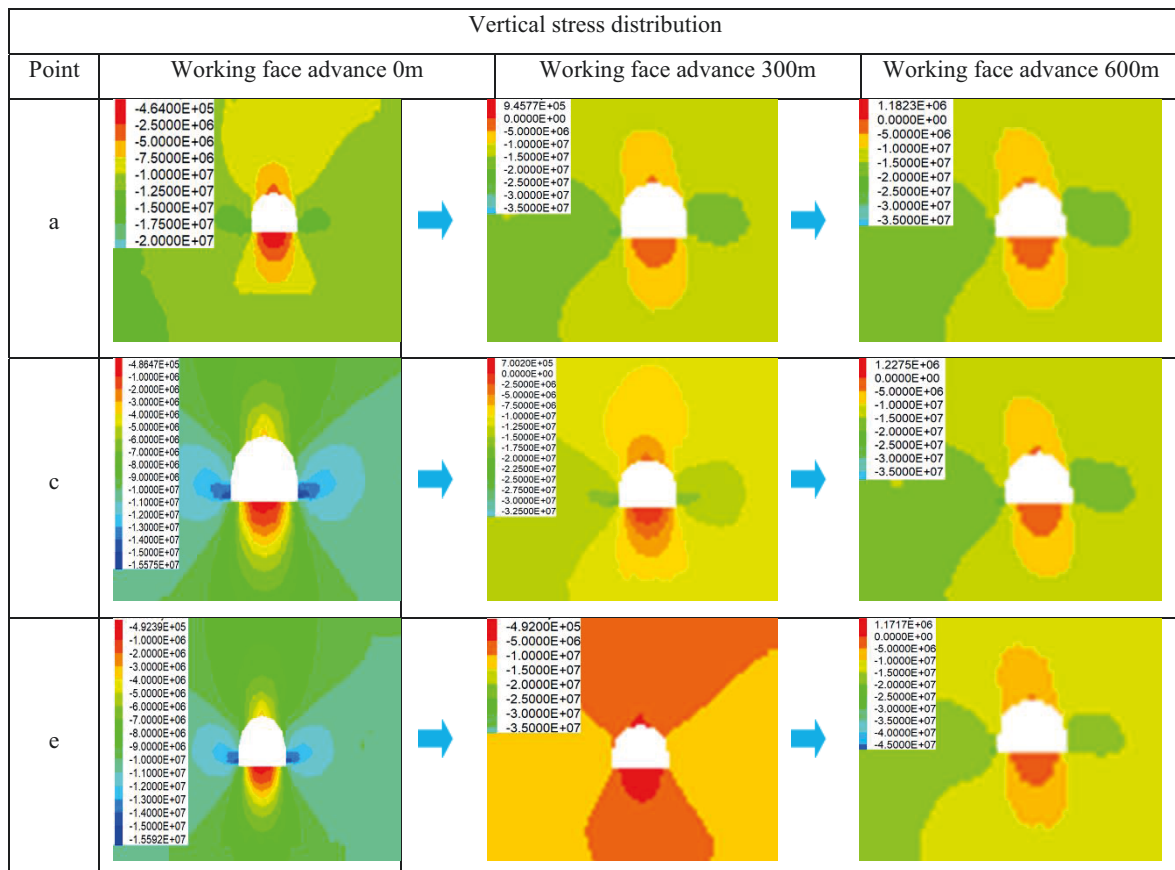 Vertical stress distribution
Point Working face advance 0m Working face advance 300m Working face advance 600m
a
-4.6400E+05
-2.5000E+06
-5.0000E+06
-7.5000E+06
-1.0000E+07
-1.2500E+07
-1.5000E+07
-1.7500E+07
-2.0000E+07
9.4577E+05
0.0000E+00
-5.0000E+06
-1.0000E+07
-1.5000E+07
-2.0000E+07
-2.5000E+07
-3.0000E+07
-3.5000E+07
1.1823E+06
0.0000E+00
-5.0000E+06
-1.0000E+07
-1.5000E+07
-2.0000E+07
-2.5000E+07
-3.0000E+07
-3.5000E+07
c
-4.8647E+05
-1.0000E+06
-2.0000E+06
-3.0000E+06
-4.0000E+06
-5.0000E+06
-6.0000E+06
-7.0000E+06
-8.0000E+06
-9.0000E+06
-1.0000E+07
-1.1000E+07
-1.2000E+07
-1.3000E+07
-1.4000E+07
-1.5000E+07
-1.5575E+07
7.0020E+05
0.0000E+00
-2.5000E+06
-5.0000E+06
-7.5000E+06
-1.0000E+07
-1.2500E+07
-1.5000E+07
-1.7500E+07
-2.0000E+07
-2.2500E+07
-2.5000E+07
-2.7500E+07
-3.0000E+07
-3.2500E+07
1.2275E+06
0.0000E+00
-5.0000E+06
-1.0000E+07
-1.5000E+07
-2.0000E+07
-2.5000E+07
-3.0000E+07
-3.5000E+07
e
-4.9239E+05
-1.0000E+06
-2.0000E+06
-3.0000E+06
-4.0000E+06
-5.0000E+06
-6.0000E+06
-7.0000E+06
-8.0000E+06
-9.0000E+06
-1.0000E+07
-1.1000E+07
-1.2000E+07
-1.3000E+07
-1.4000E+07
-1.5000E+07
-1.5592E+07
-4.9200E+05
-5.0000E+06
-1.0000E+07
-1.5000E+07
-2.0000E+07
-2.5000E+07
-3.0000E+07
-3.5000E+07
1.1717E+06
0.0000E+00
-5.0000E+06
-1.0000E+07
-1.5000E+07
-2.0000E+07
-2.5000E+07
-3.0000E+07
-3.5000E+07
-4.0000E+07
-4.5000E+07